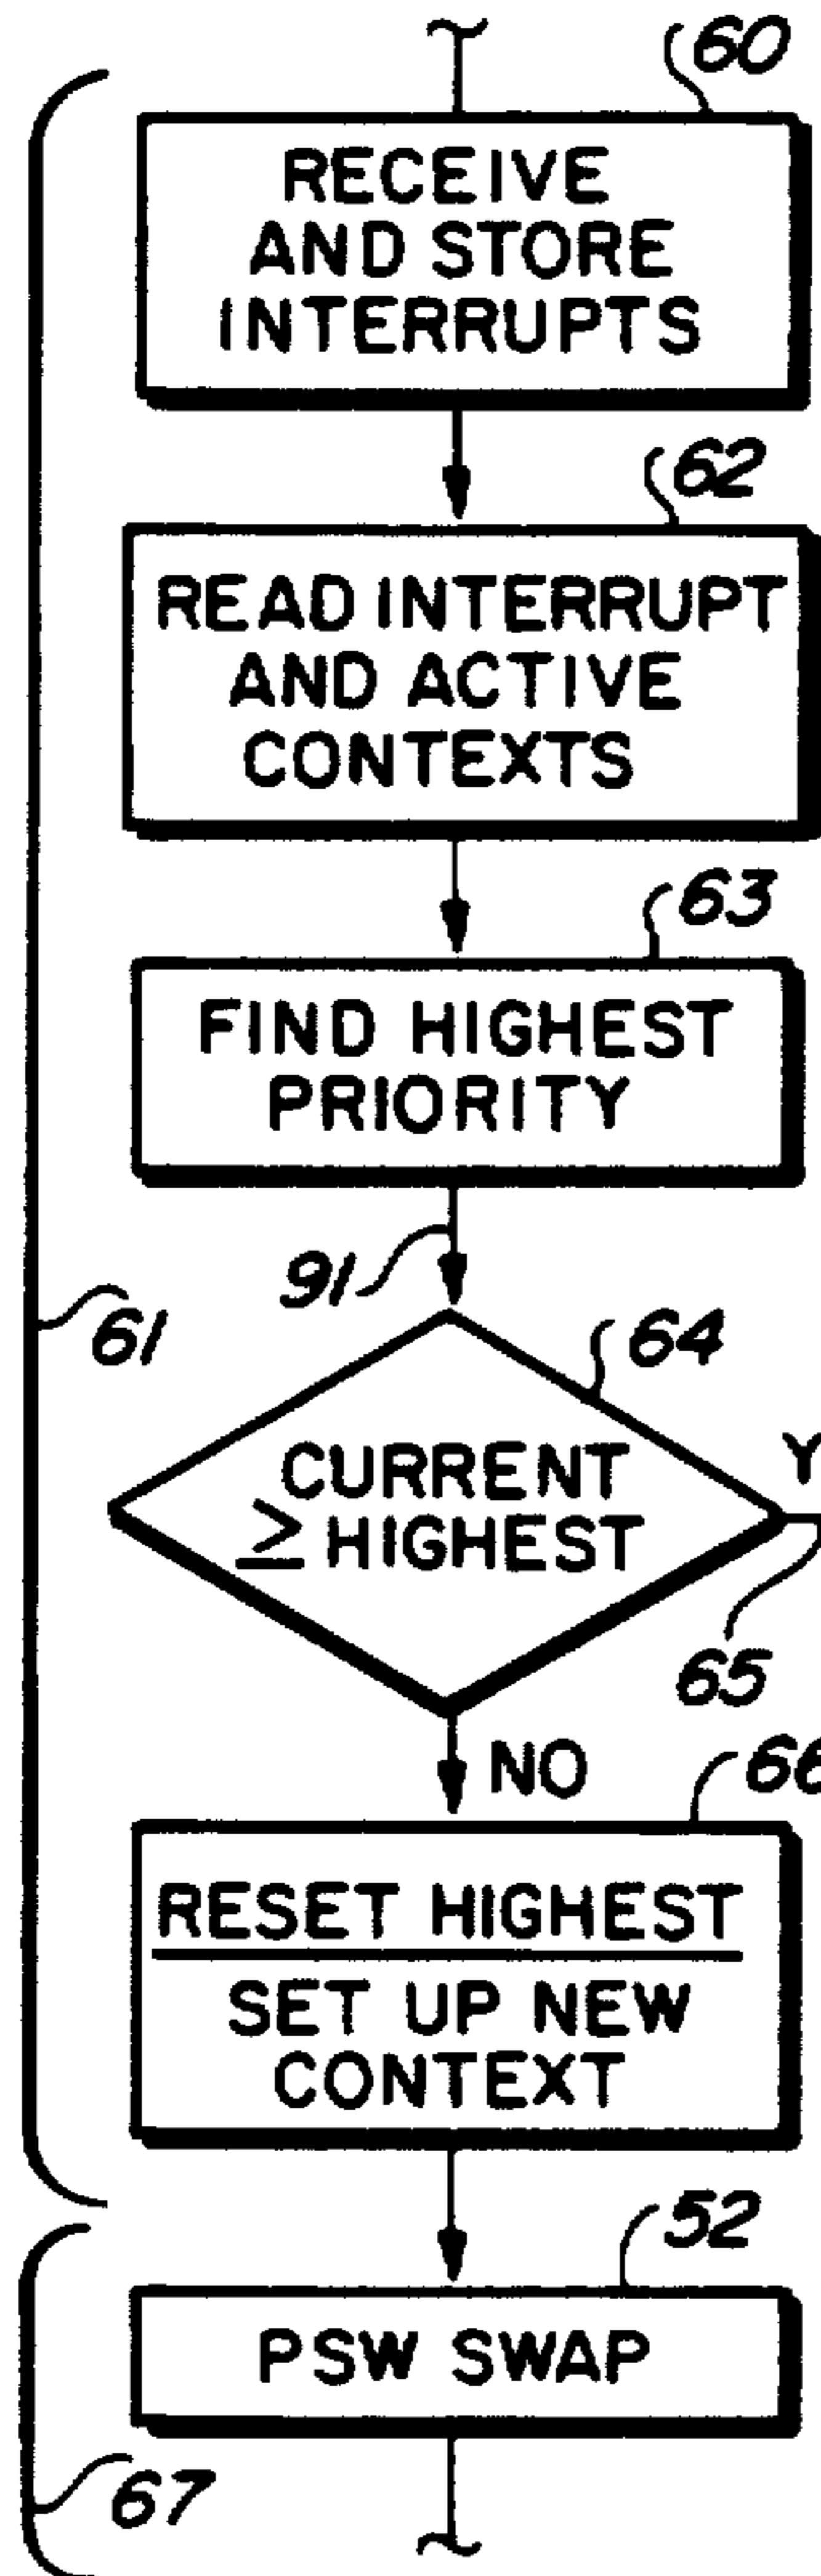 60
RECEIVE
AND STORE
INTERRUPTS
62
READ INTERRUPT
AND ACTIVE
CONTEXTS
63
FIND HIGHEST
PRIORITY
91
61
64
CURRENT
≥ HIGHEST
Y
65
NO
66
RESET HIGHEST
SET UP NEW
CONTEXT
52
PSW SWAP
67